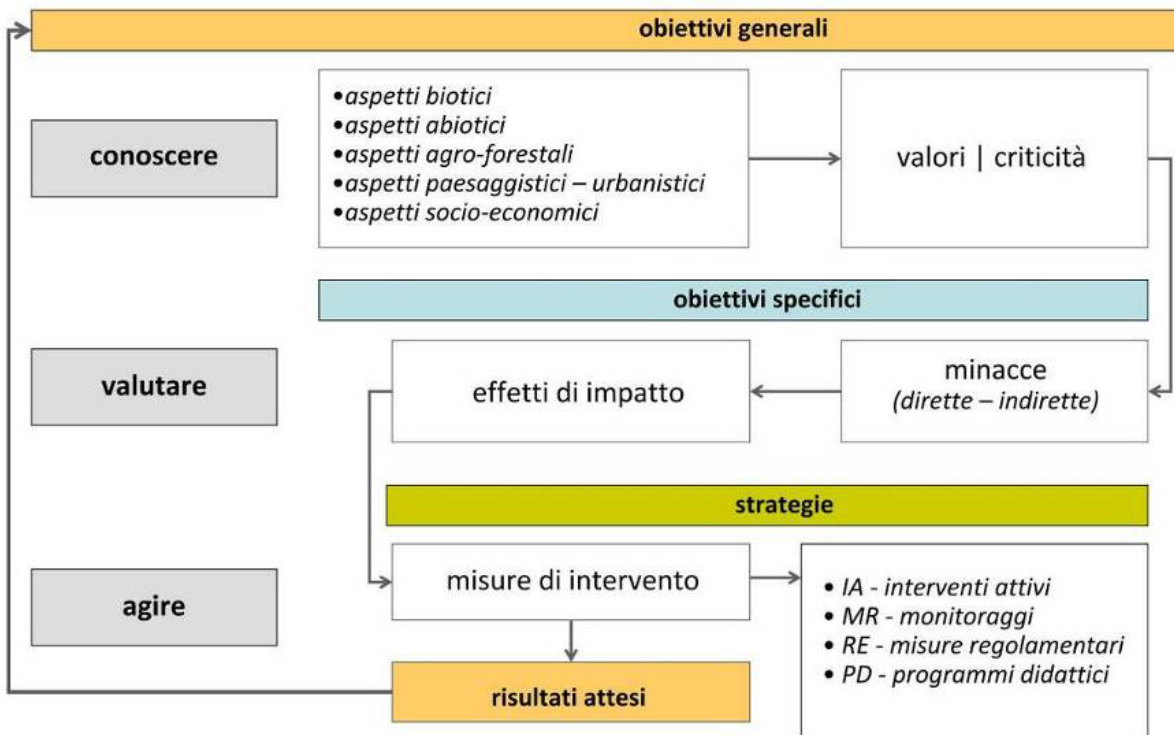 obiettivi generali
conoscere
•aspetti biotici
•aspetti abiotici
•aspetti agro-forestali
•aspetti paesaggistici – urbanistici
•aspetti socio-economici
valori | criticità
obiettivi specifici
valutare
effetti di impatto
minacce
(dirette – indirette)
strategie
agire
misure di intervento
• IA - interventi attivi
• MR - monitoraggi
• RE - misure regolamentari
• PD - programmi didattici
risultati attesi